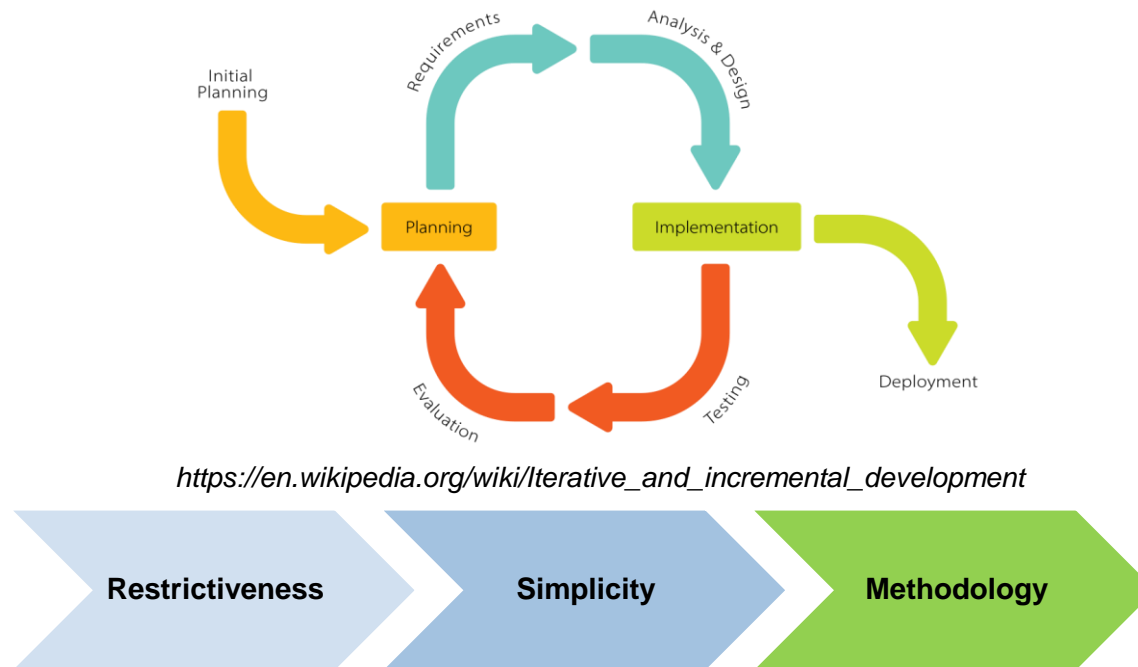 Requirements
Analysis & Design
Initial
Planning
Planning
Implementation
Evaluation
Testing
Deployment
https://en.wikipedia.org/wiki/Iterative_and_incremental_development
Restrictiveness
Simplicity
Methodology